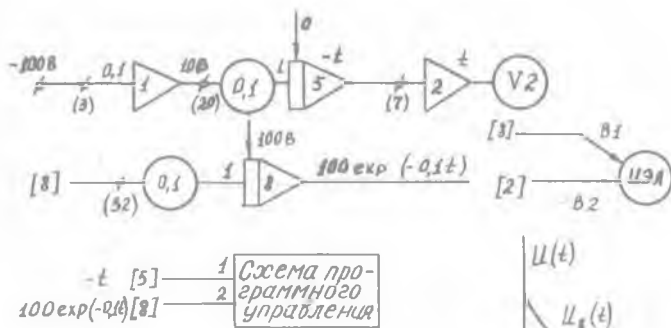 0
-100В 0,1 1 10В 0,1 1 5 -t 2 t V2
(3) (20) (7)
100В
[3] В1
[8] 0,1 1 8 100 exp (-0,1t) [2] ИЭЛ
(32) В2
-t [5] 1 Схема про-
100 exp(-0,1t)[8] 2 граммного
управления
U(t)